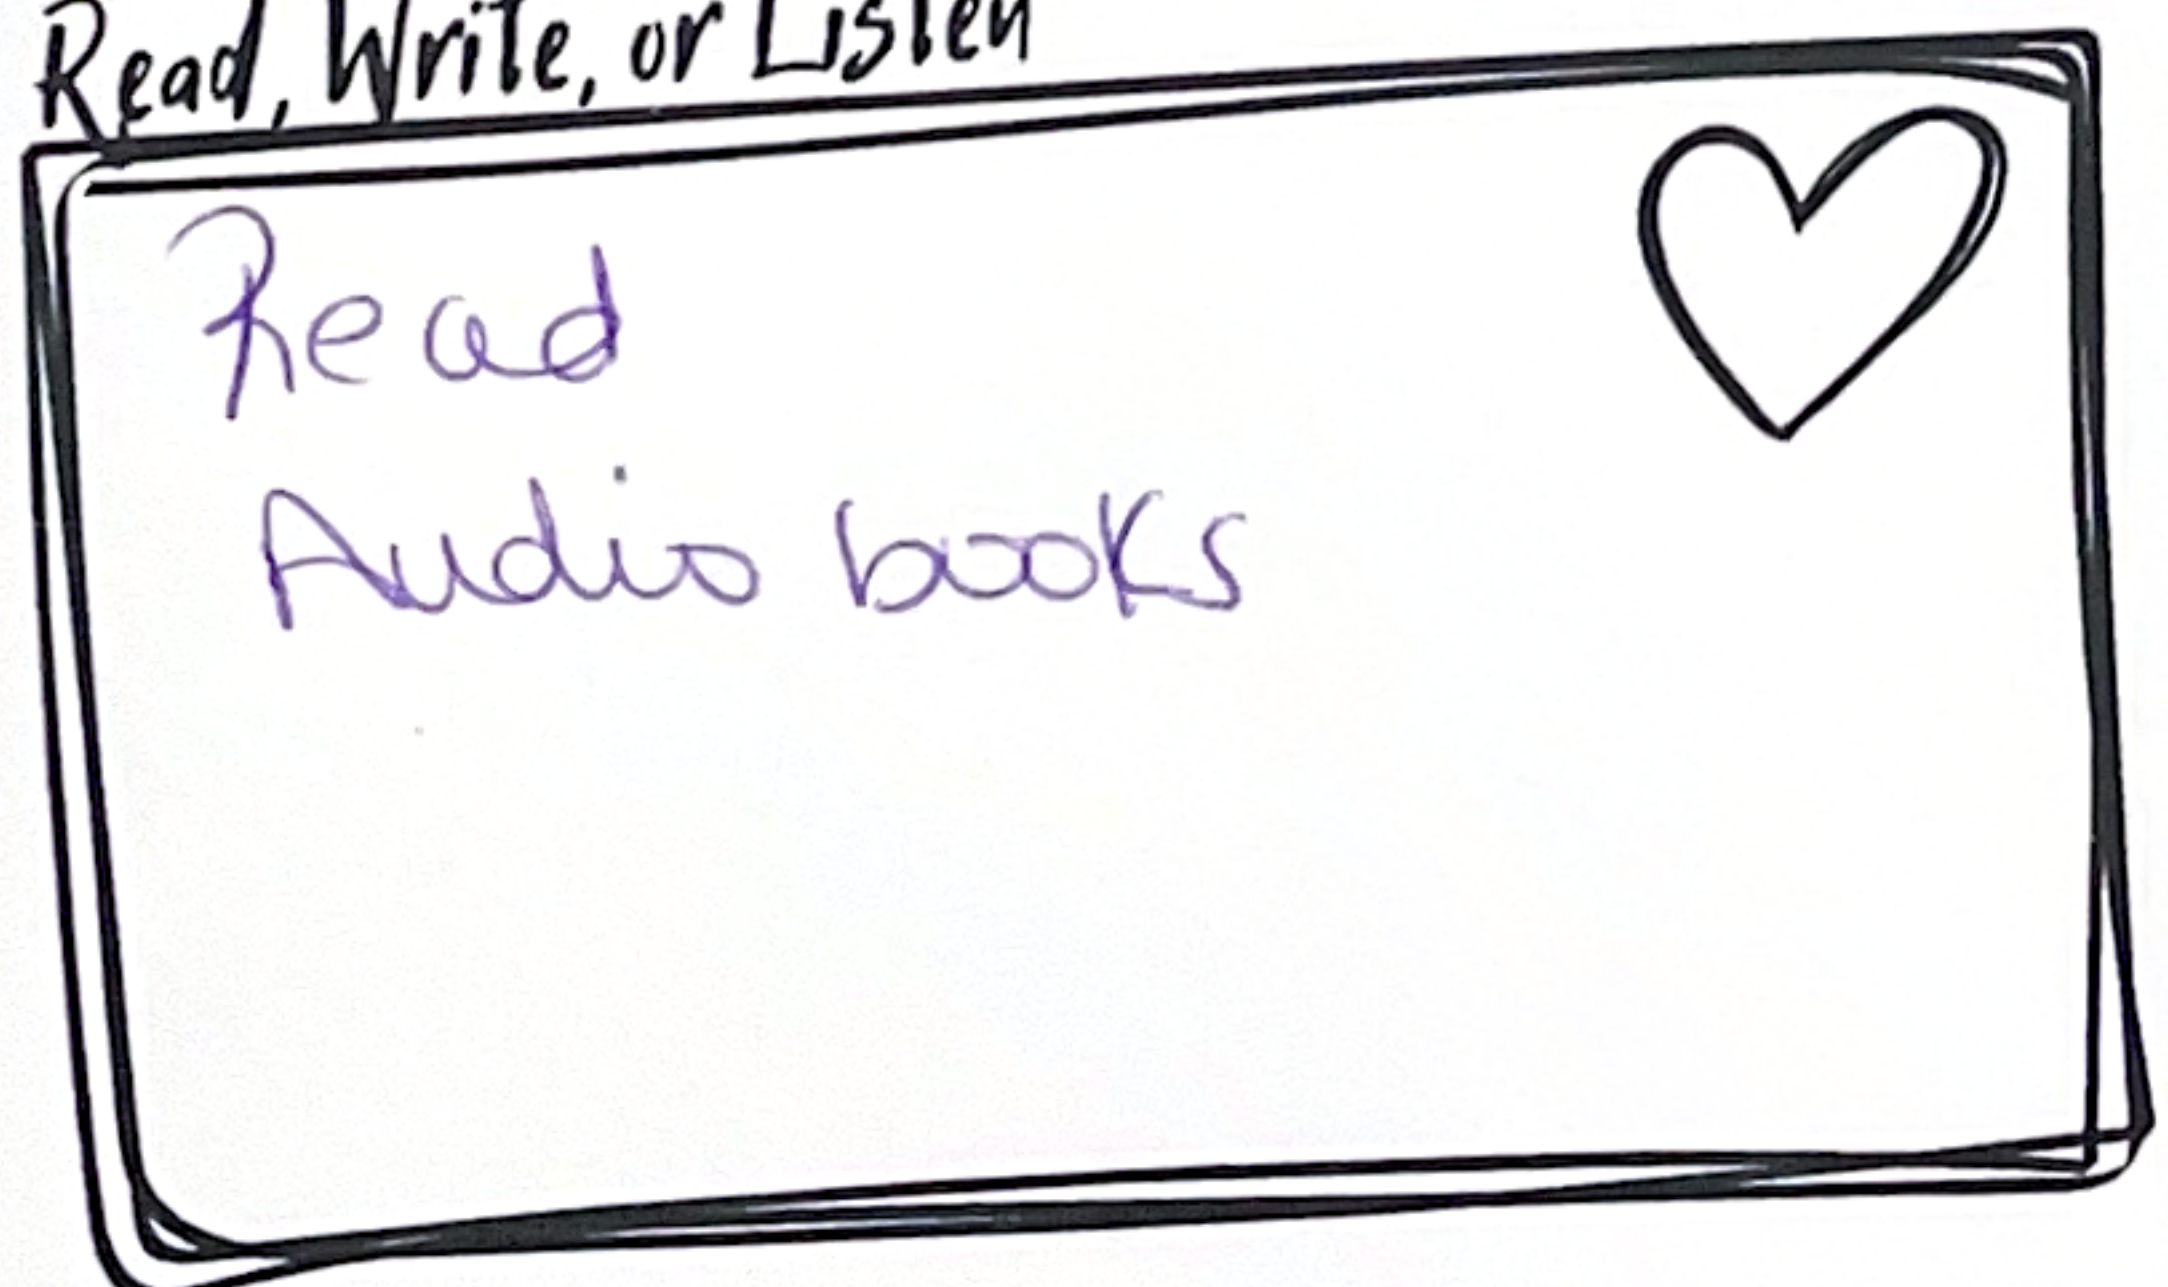 Read, Write, or Listen
Read
Audio books